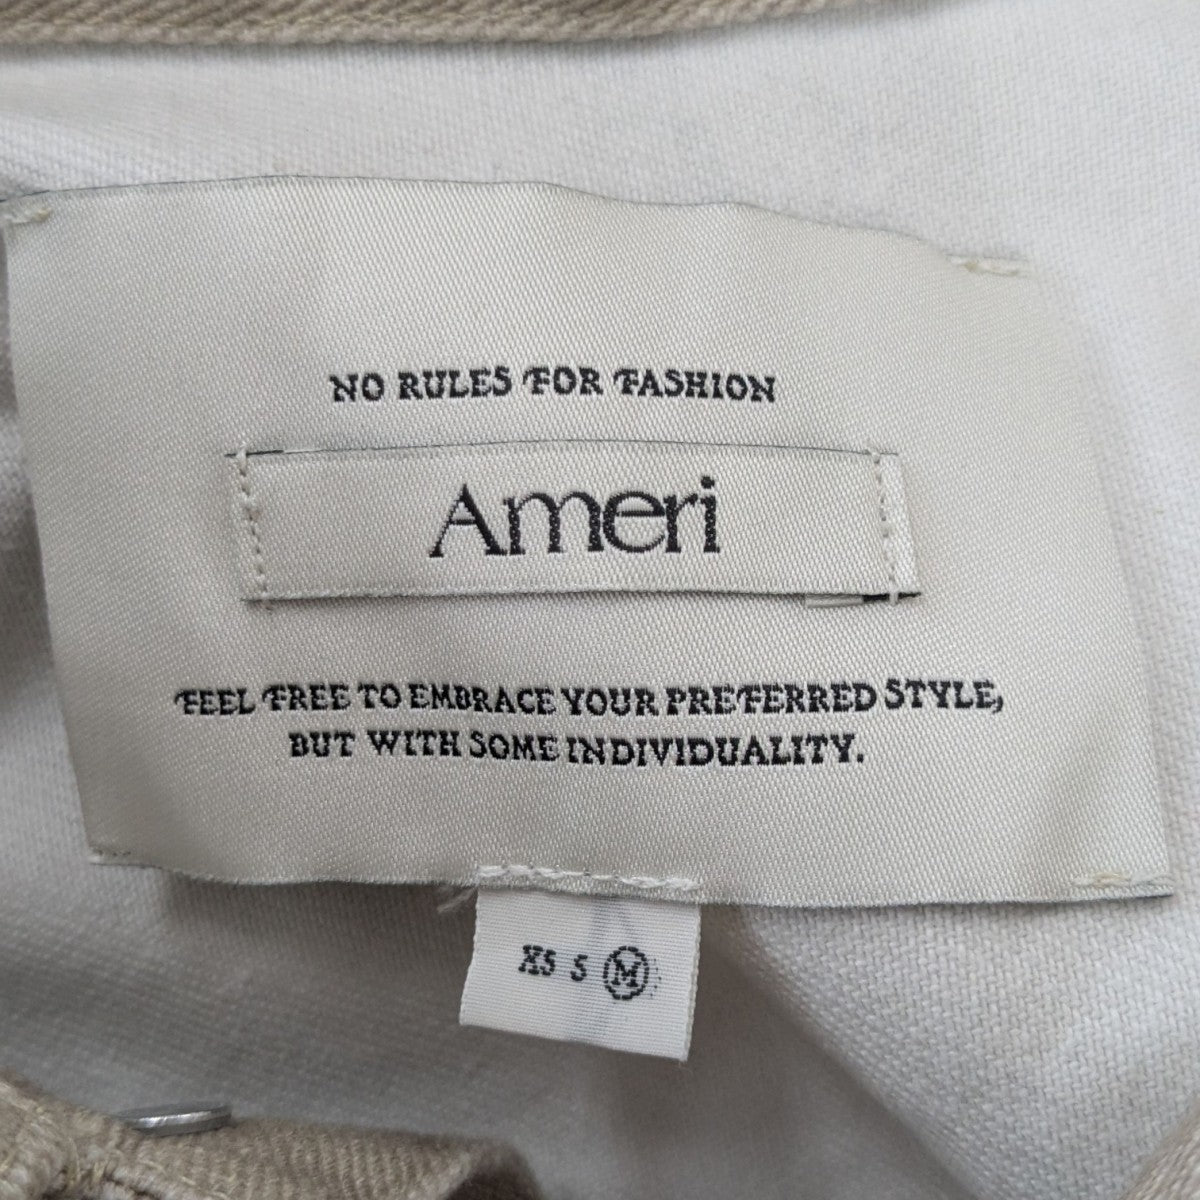 NO RULES FOR FASHION
Ameri
FEEL FREE TO EMBRACE YOUR PREFERRED STYLE,
BUT WITH SOME INDIVIDUALITY.
XS S M